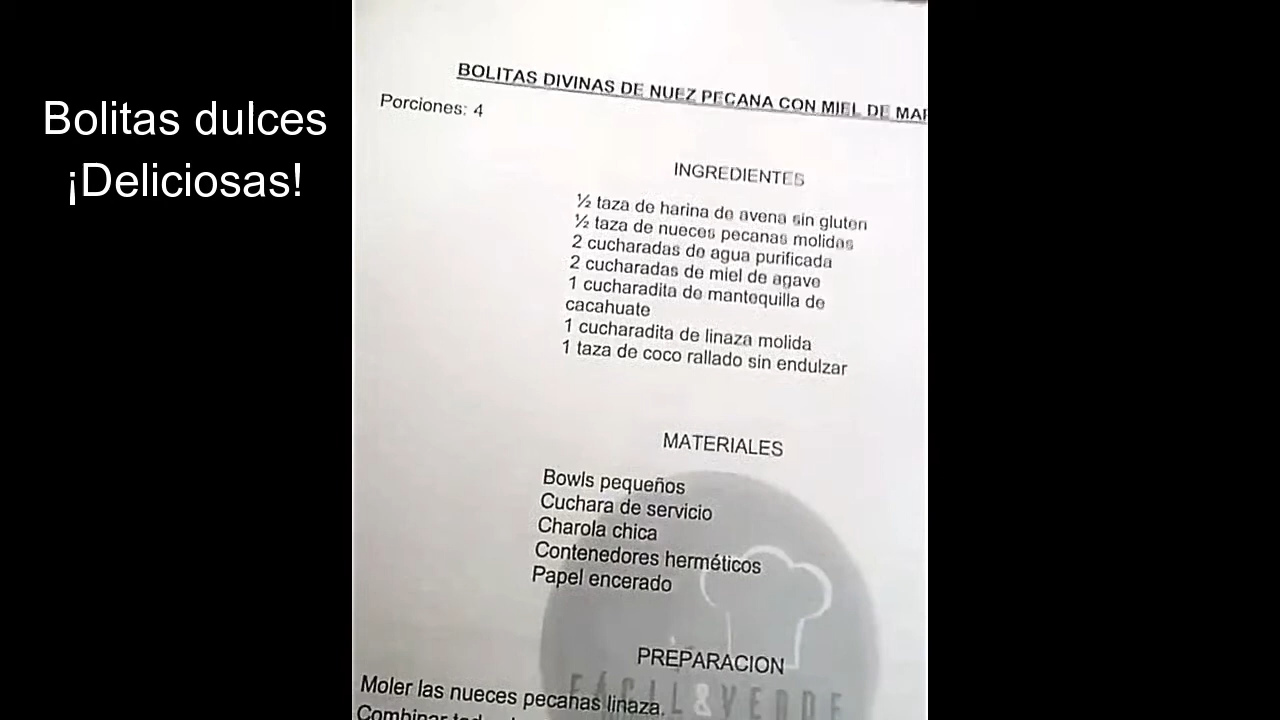 Bolitas dulces
¡Deliciosas!
BOLITAS DIVINAS DE NUEZ PECANA CON MIEL DE
Porciones: 4
INGREDIENTES
½ taza de harina de avena sin gluten
½ taza de nueces pecanas molidas
2 cucharadas de agua purificada
2 cucharadas de miel de agave
1 cucharadita de mantequilla de
cacahuate
1 cucharadita de linaza molida
1 taza de coco rallado sin endulzar
MATERIALES
Bowls pequeños
Cuchara de servicio
Charola chica
Contenedores herméticos
Papel encerado
PREPARACION
FÁCIL&VERDE
Moler las nueces pecanas linaza.
Combinar